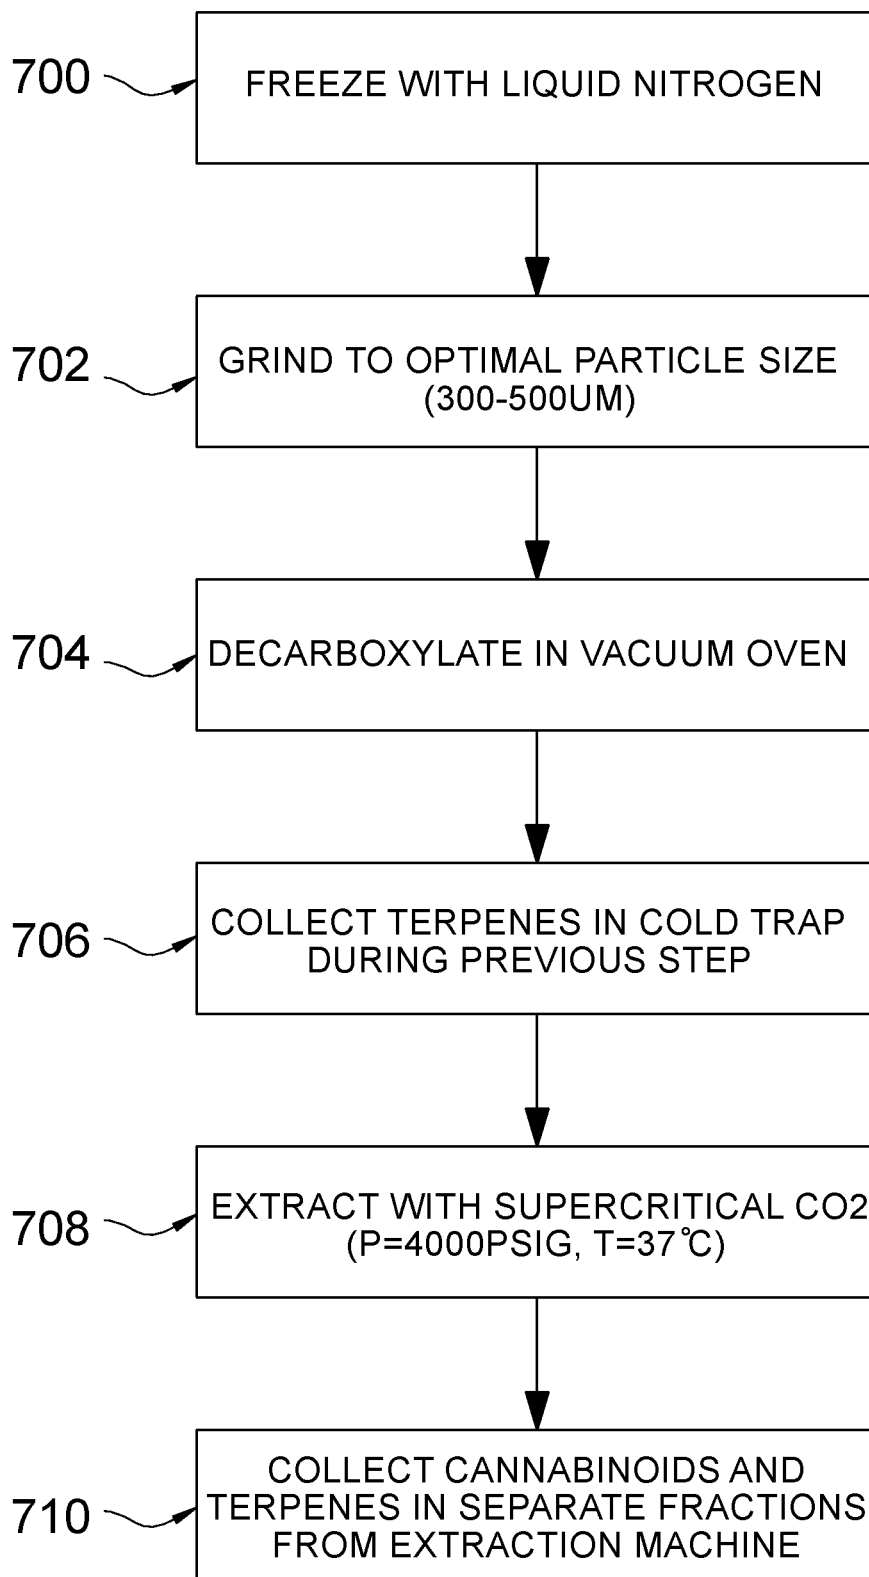 700
FREEZE WITH LIQUID NITROGEN
702
GRIND TO OPTIMAL PARTICLE SIZE
(300-500UM)
704
DECARBOXYLATE IN VACUUM OVEN
706
COLLECT TERPENES IN COLD TRAP
DURING PREVIOUS STEP
708
EXTRACT WITH SUPERCRITICAL CO2
(P=4000PSIG, T=37°C)
710
COLLECT CANNABINOIDS AND
TERPENES IN SEPARATE FRACTIONS
FROM EXTRACTION MACHINE